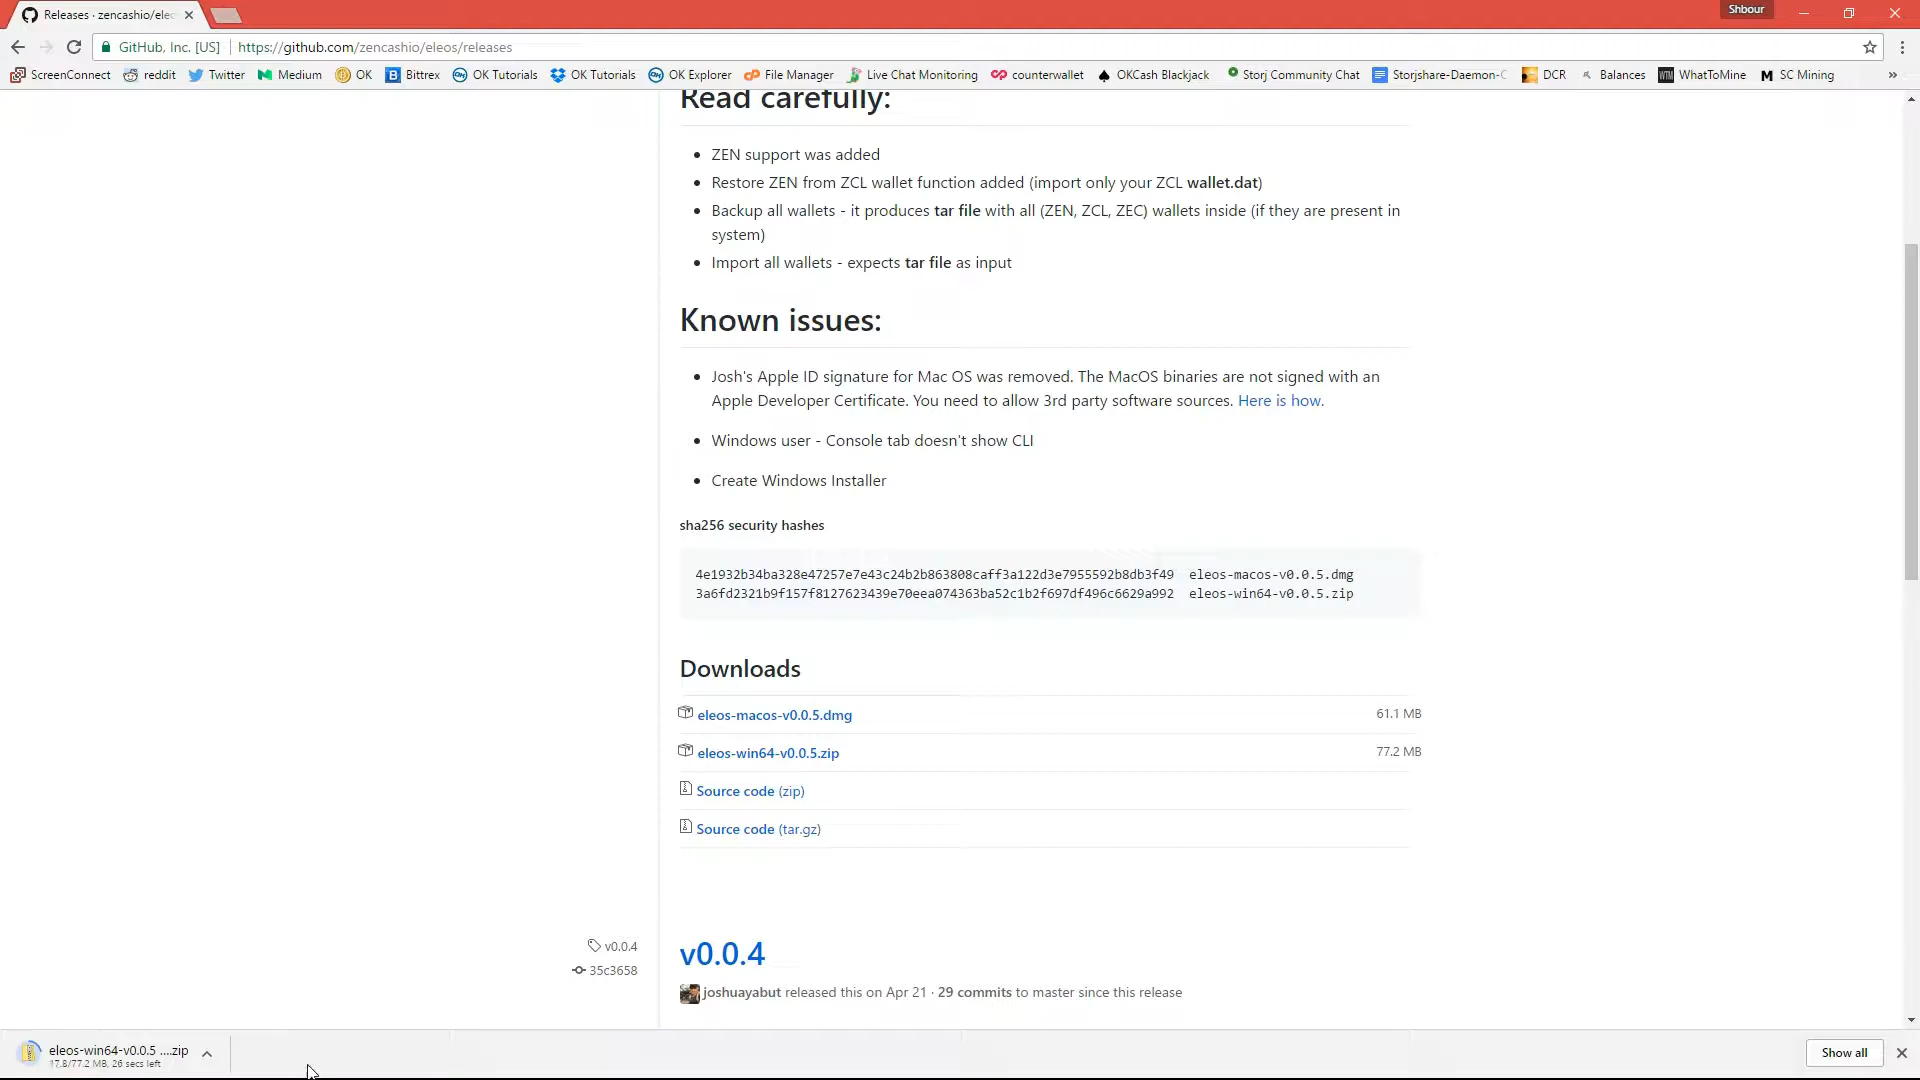 Releases · zencashio/eleo
Shbour
GitHub, Inc. [US] https://github.com/zencashio/eleos/releases
ScreenConnect reddit Twitter Medium OK Bittrex OK Tutorials OK Tutorials OK Explorer File Manager Live Chat Monitoring counterwallet OKCash Blackjack Storj Community Chat Storjshare-Daemon-C DCR Balances WhatToMine SC Mining »
Read carefully:
• ZEN support was added
• Restore ZEN from ZCL wallet function added (import only your ZCL wallet.dat)
• Backup all wallets - it produces tar file with all (ZEN, ZCL, ZEC) wallets inside (if they are present in
system)
• Import all wallets - expects tar file as input
Known issues:
• Josh's Apple ID signature for Mac OS was removed. The MacOS binaries are not signed with an
Apple Developer Certificate. You need to allow 3rd party software sources. Here is how.
• Windows user - Console tab doesn't show CLI
• Create Windows Installer
sha256 security hashes
4e1932b34ba328e47257e7e43c24b2b863808caff3a122d3e7955592b8db3f49 eleos-macos-v0.0.5.dmg
3a6fd2321b9f157f8127623439e70eea074363ba52c1b2f697df496c6629a992 eleos-win64-v0.0.5.zip
Downloads
eleos-macos-v0.0.5.dmg 61.1 MB
eleos-win64-v0.0.5.zip 77.2 MB
Source code (zip)
Source code (tar.gz)
v0.0.4
35c3658
v0.0.4
joshuayabut released this on Apr 21 · 29 commits to master since this release
eleos-win64-v0.0.5 ....zip
17.8/77.2 MB, 26 secs left
Show all